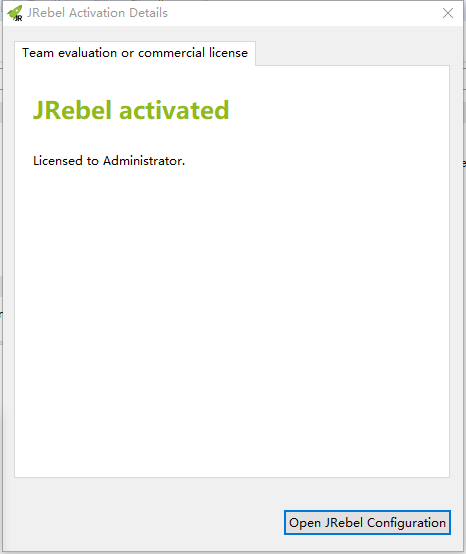 JRebel Activation Details
Team evaluation or commercial license
JRebel activated
Licensed to Administrator.
Open JRebel Configuration